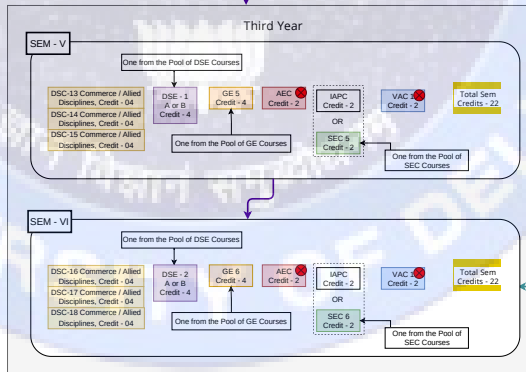 Third Year
SEM - V
One from the Pool of DSE Courses
DSC-13 Commerce / Allied
Disciplines, Credit - 04
DSC-14 Commerce / Allied
Disciplines, Credit - 04
DSC-15 Commerce / Allied
Disciplines, Credit - 04
DSE - 1
A or B
Credit - 4
GE 5
Credit - 4
AEC
Credit - 2
IAPC
Credit - 2
OR
SEC 5
Credit - 2
VAC 1
Credit - 2
Total Sem
Credits - 22
One from the Pool of GE Courses
One from the Pool of
SEC Courses
SEM - VI
One from the Pool of DSE Courses
DSC-16 Commerce / Allied
Disciplines, Credit - 04
DSC-17 Commerce / Allied
Disciplines, Credit - 04
DSC-18 Commerce / Allied
Disciplines, Credit - 04
DSE - 2
A or B
Credit - 4
GE 6
Credit - 4
AEC
Credit - 2
IAPC
Credit - 2
OR
SEC 6
Credit - 2
VAC 1
Credit - 2
Total Sem
Credits - 22
One from the Pool of GE Courses
One from the Pool of
SEC Courses